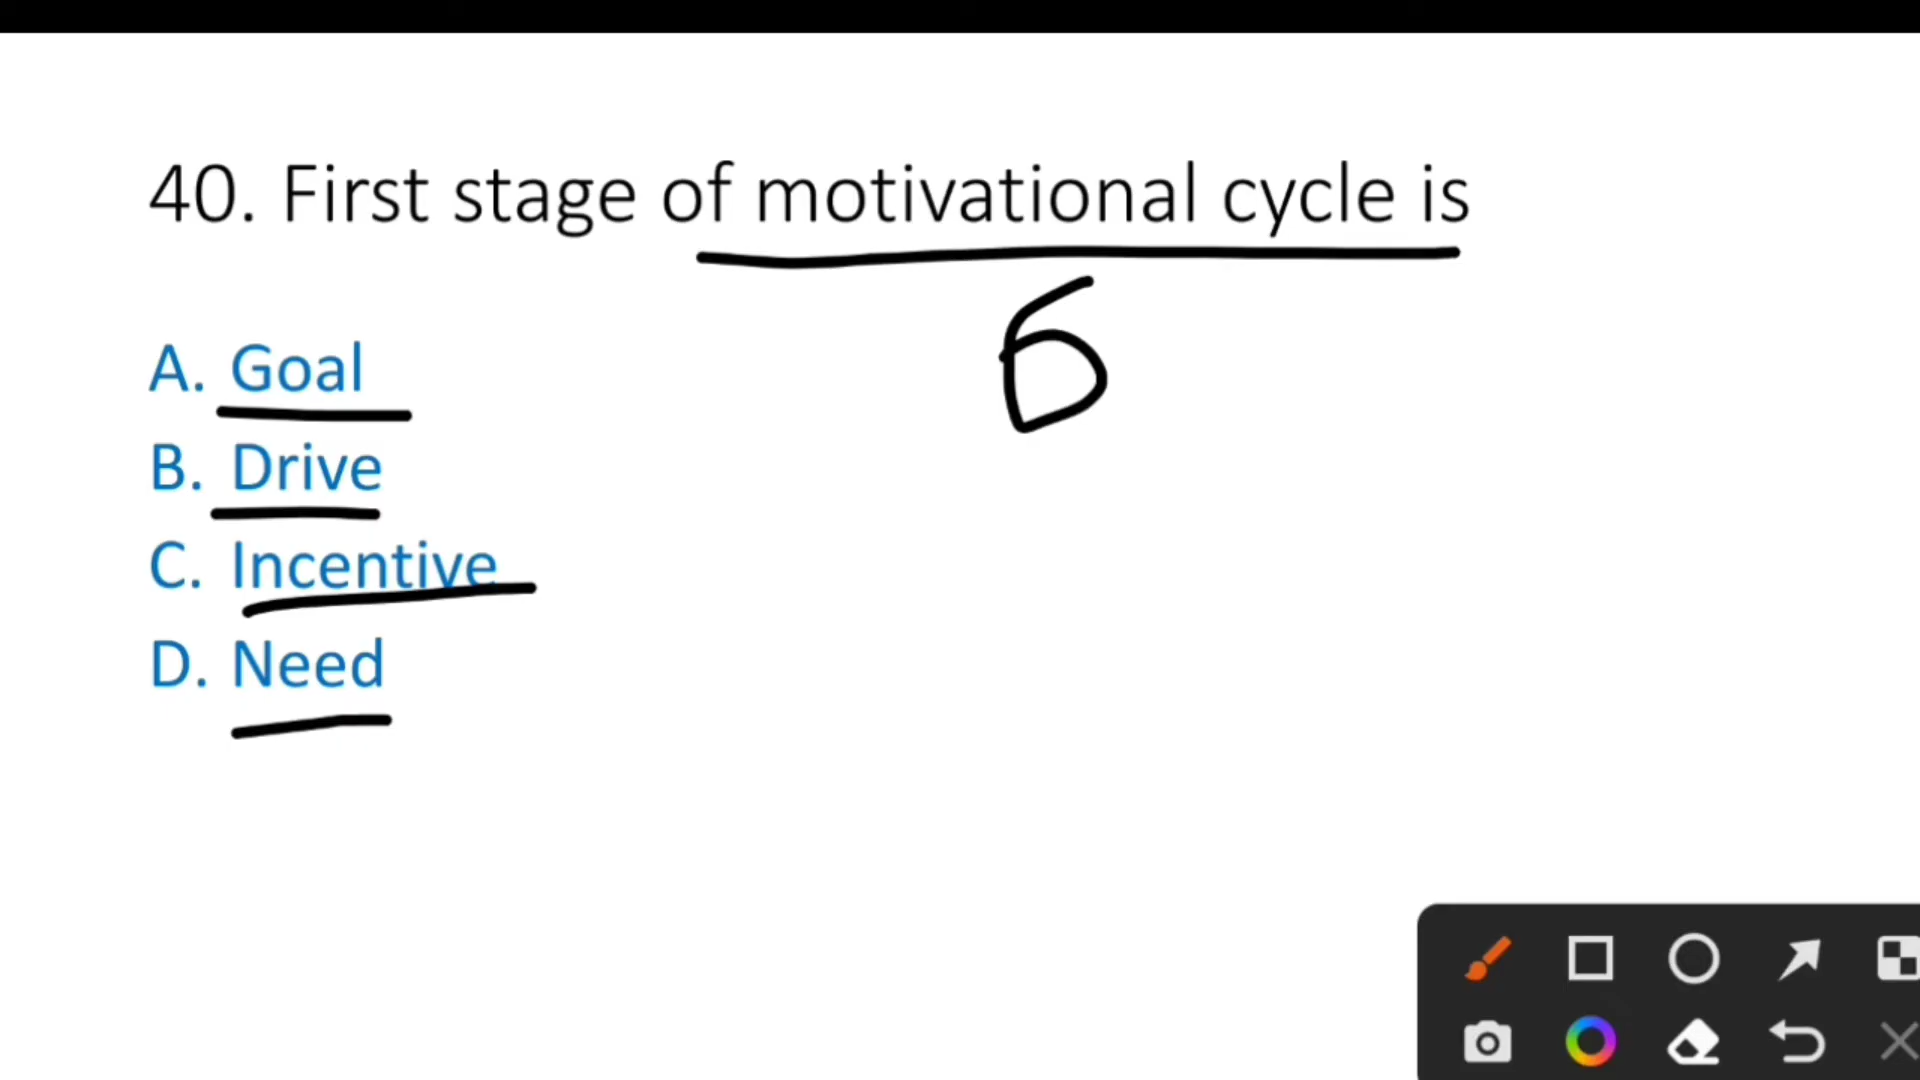 40. First stage of motivational cycle is
6
A. Goal
B. Drive
C. Incentive
D. Need